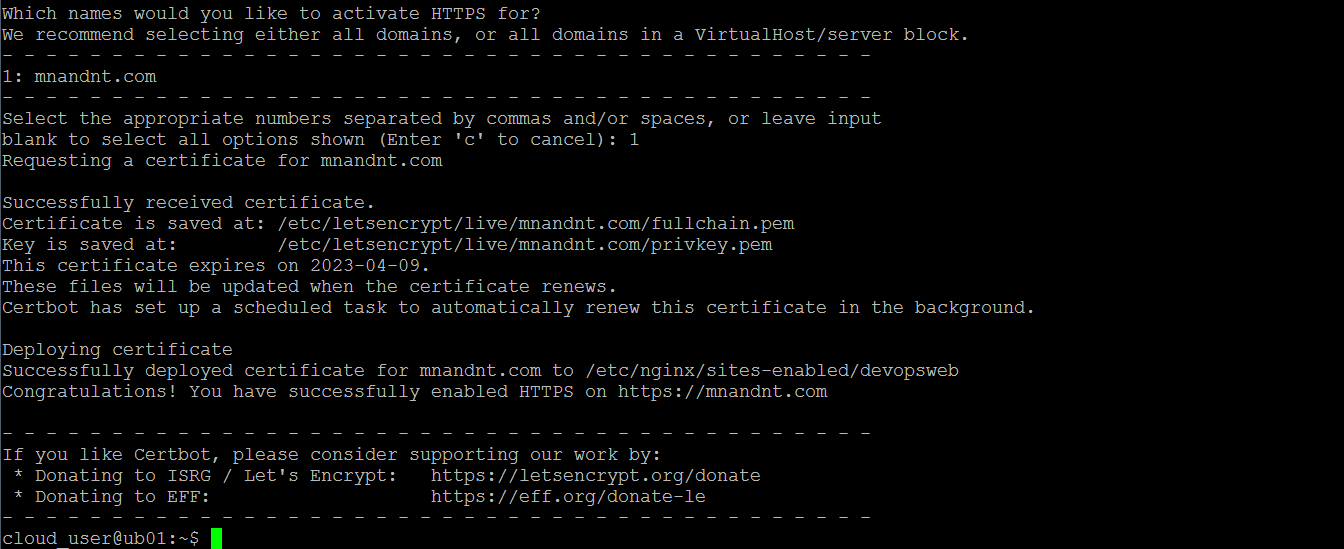 Which names would you like to activate HTTPS for?
We recommend selecting either all domains, or all domains in a VirtualHost/server block.
- - - - - - - - - - - - - - - - - - - - - - - - - - - - - - - - - - - - - - - -
1: mnandnt.com
- - - - - - - - - - - - - - - - - - - - - - - - - - - - - - - - - - - - - - - -
Select the appropriate numbers separated by commas and/or spaces, or leave input
blank to select all options shown (Enter 'c' to cancel): 1
Requesting a certificate for mnandnt.com

Successfully received certificate.
Certificate is saved at: /etc/letsencrypt/live/mnandnt.com/fullchain.pem
Key is saved at:         /etc/letsencrypt/live/mnandnt.com/privkey.pem
This certificate expires on 2023-04-09.
These files will be updated when the certificate renews.
Certbot has set up a scheduled task to automatically renew this certificate in the background.

Deploying certificate
Successfully deployed certificate for mnandnt.com to /etc/nginx/sites-enabled/devopsweb
Congratulations! You have successfully enabled HTTPS on https://mnandnt.com

- - - - - - - - - - - - - - - - - - - - - - - - - - - - - - - - - - - - - - - -
If you like Certbot, please consider supporting our work by:
 * Donating to ISRG / Let's Encrypt:   https://letsencrypt.org/donate
 * Donating to EFF:                    https://eff.org/donate-le
- - - - - - - - - - - - - - - - - - - - - - - - - - - - - - - - - - - - - - - -
cloud_user@ub01:~$